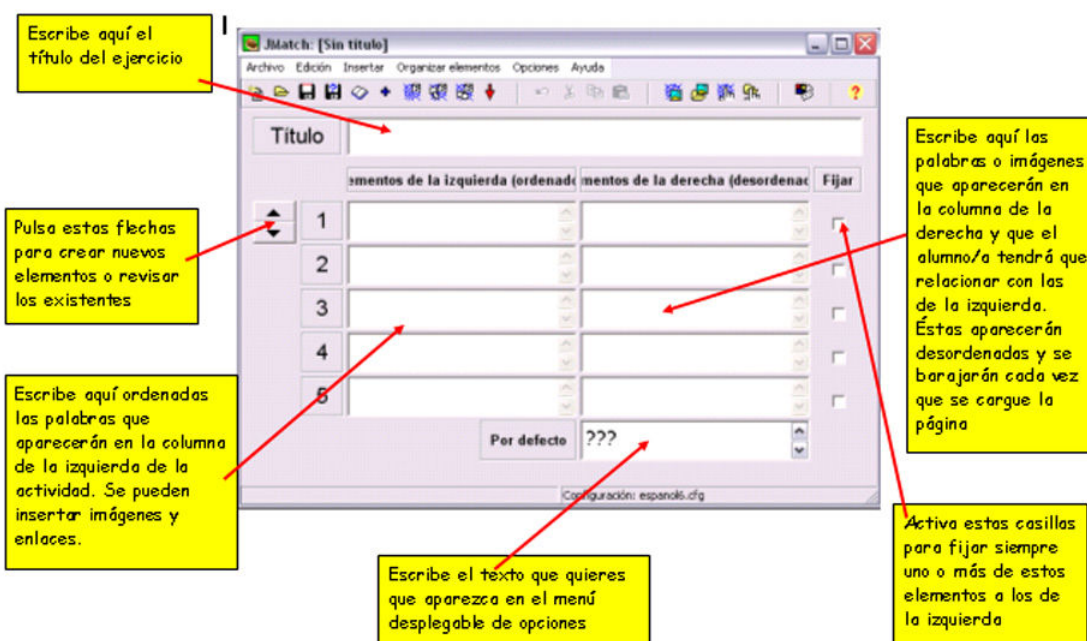 Escribe aquí el
título del ejercicio
JMatch: [Sin título]
Archivo Edición Insertar Organizar elementos Opciones Ayuda
?
Título
ementos de la izquierda (ordenado
mentos de la derecha (desordenad
Fijar
1
2
3
4
5
Por defecto
???
Configuración: espanol6.cfg
Pulsa estas flechas
para crear nuevos
elementos o revisar
los existentes
Escribe aquí ordenadas
las palabras que
aparecerán en la columna
de la izquierda de la
actividad. Se pueden
insertar imágenes y
enlaces.
Escribe el texto que quieres
que aparezca en el menú
desplegable de opciones
Escribe aquí las
palabras o imágenes
que aparecerán en
la columna de la
derecha y que el
alumno/a tendrá que
relacionar con las
de la izquierda.
Éstas aparecerán
desordenadas y se
barajarán cada vez
que se cargue la
página
Activa estas casillas
para fijar siempre
uno o más de estos
elementos a los de
la izquierda